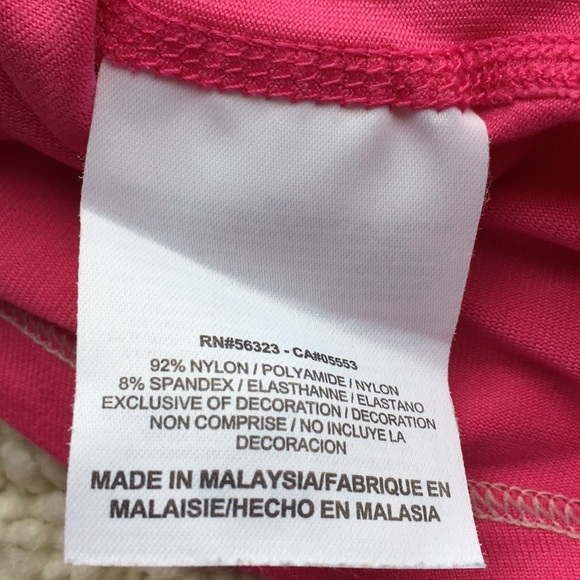 RN#56323 - CA#05553
92% NYLON / POLYAMIDE / NYLON
8% SPANDEX / ELASTHANNE / ELASTANO
EXCLUSIVE OF DECORATION / DECORATION
NON COMPRISE / NO INCLUYE LA
DECORACION
MADE IN MALAYSIA/FABRIQUE EN
MALAISIE/HECHO EN MALASIA